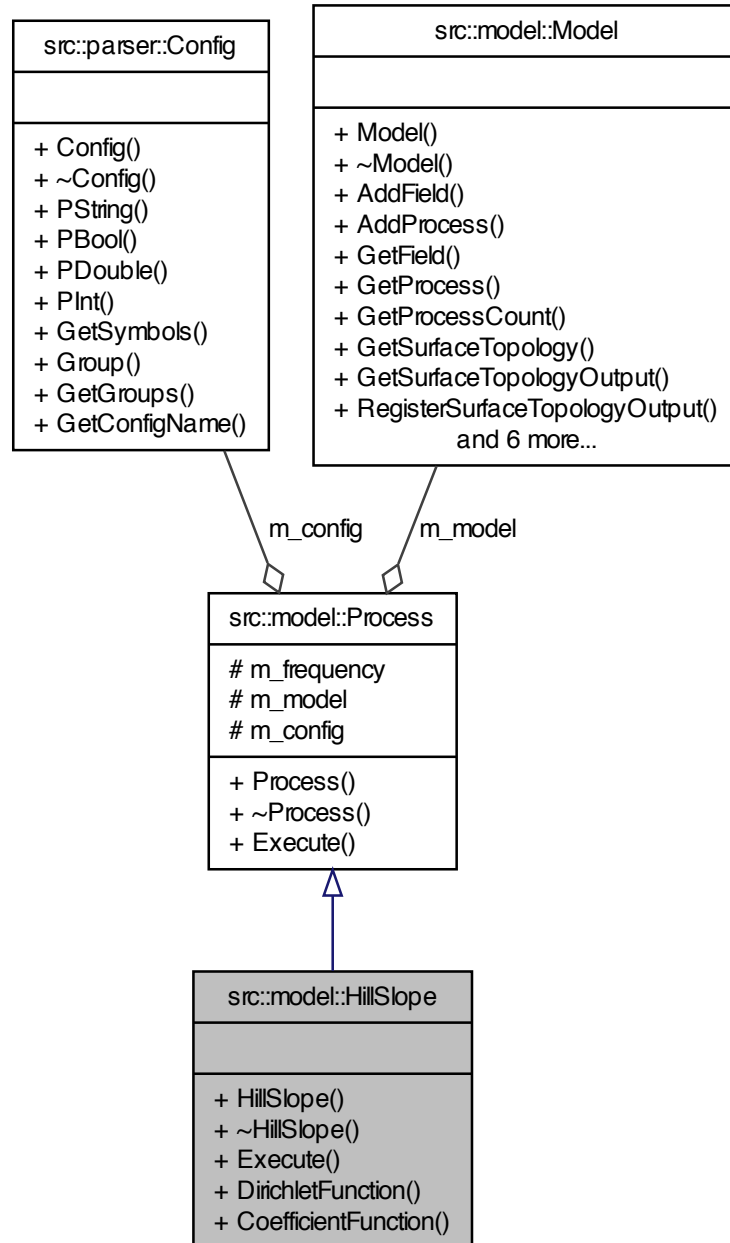 src::parser::Config
+ Config()
+ ~Config()
+ PString()
+ PBool()
+ PDouble()
+ PInt()
+ GetSymbols()
+ Group()
+ GetGroups()
+ GetConfigName()
src::model::Model
+ Model()
+ ~Model()
+ AddField()
+ AddProcess()
+ GetField()
+ GetProcess()
+ GetProcessCount()
+ GetSurfaceTopology()
+ GetSurfaceTopologyOutput()
+ RegisterSurfaceTopologyOutput()
and 6 more...
m_config
m_model
src::model::Process
# m_frequency
# m_model
# m_config
+ Process()
+ ~Process()
+ Execute()
src::model::HillSlope
+ HillSlope()
+ ~HillSlope()
+ Execute()
+ DirichletFunction()
+ CoefficientFunction()